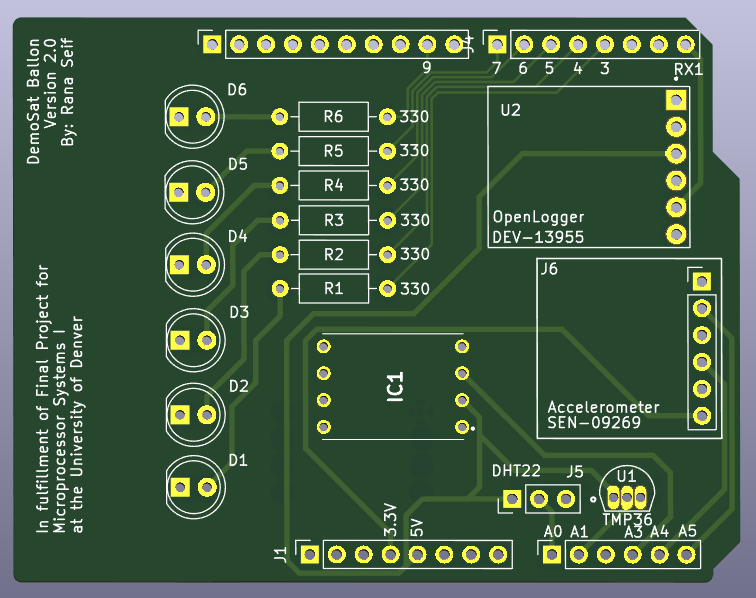 DemoSat Ballon
Version 2.0
By: Rana Seif
J4
9
7 6 5 4 3 RX1
D6
R6 330
U2
D5
R5 330
R4 330
D4
R3 330
OpenLogger
DEV-13955
R2 330
J6
R1 330
D3
IC1
D2
Accelerometer
SEN-09269
D1
In fulfillment of Final Project for
Microprocessor Systems I
at the University of Denver
DHT22 J5
U1
TMP36
J1
3.3V
5V
A0 A1 A3 A4 A5